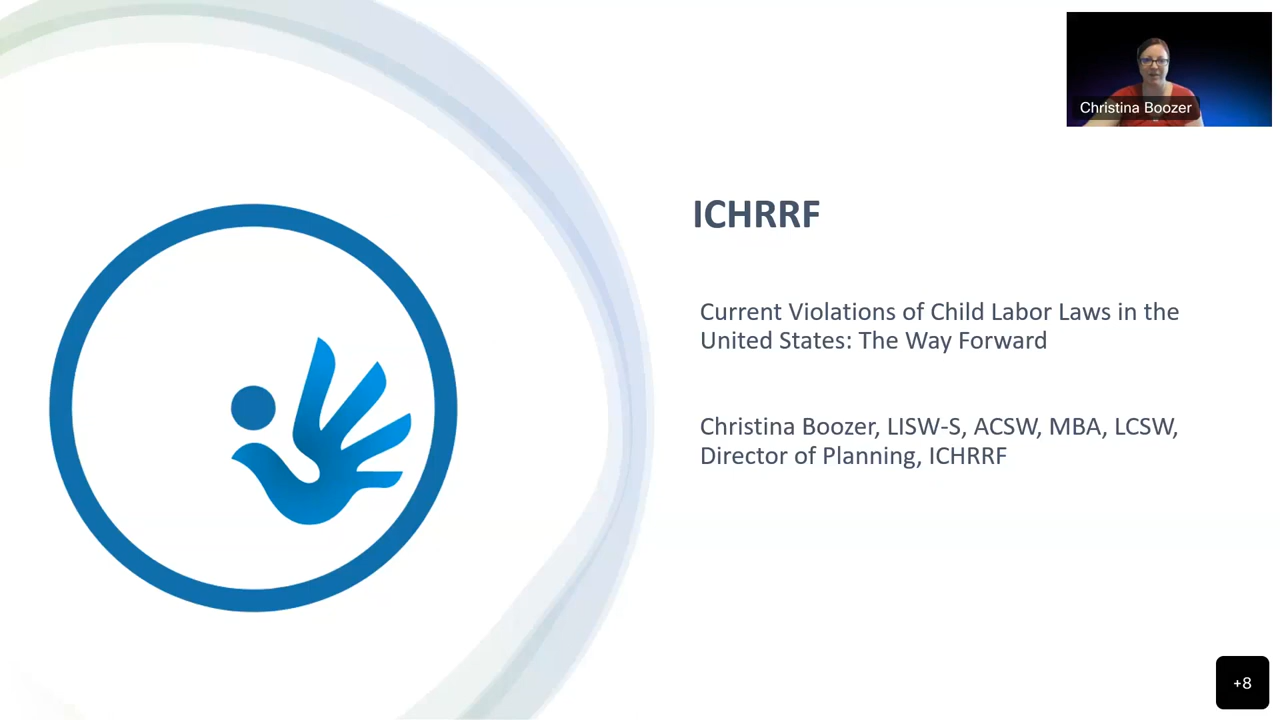 Christina Boozer
ICHRRF
Current Violations of Child Labor Laws in the
United States: The Way Forward
Christina Boozer, LISW-S, ACSW, MBA, LCSW,
Director of Planning, ICHRRF
+8